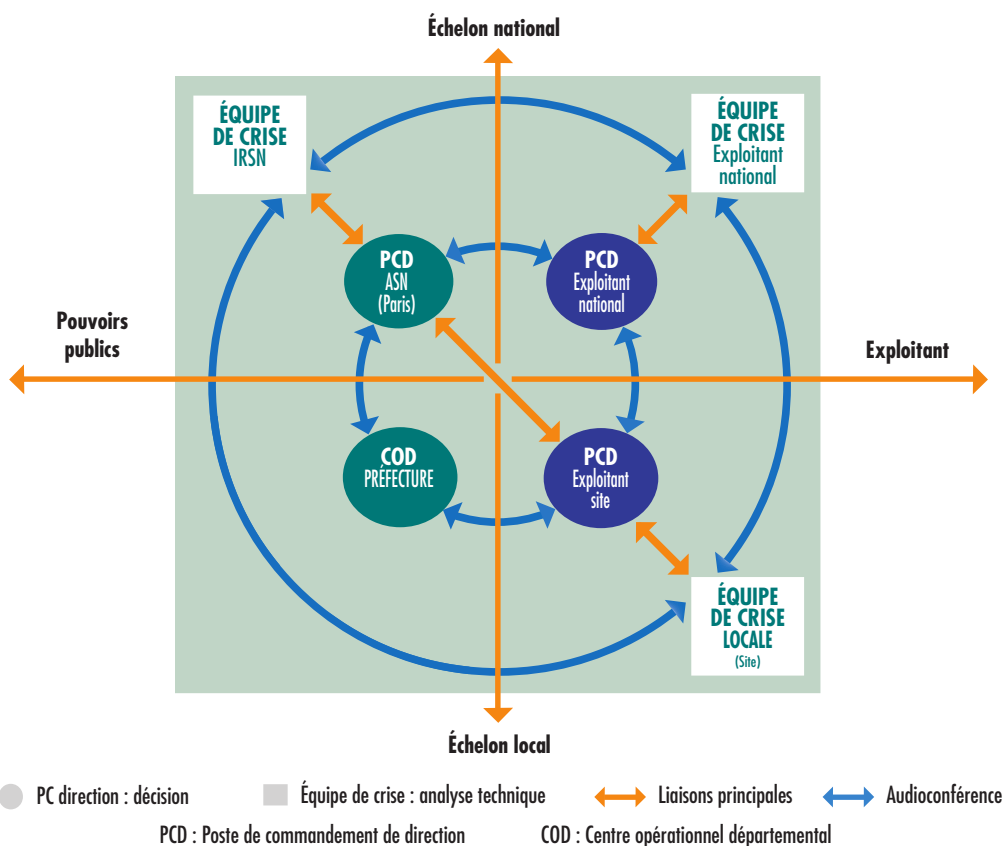 Échelon national
ÉQUIPE
DE CRISE
IRSN
ÉQUIPE
DE CRISE
Exploitant
national
PCD
ASN
(Paris)
PCD
Exploitant
national
Pouvoirs
publics
Exploitant
COD
PRÉFECTURE
PCD
Exploitant
site
ÉQUIPE
DE CRISE
LOCALE
(Site)
Échelon local
PC direction : décision
Équipe de crise : analyse technique
Liaisons principales
Audioconférence
PCD : Poste de commandement de direction
COD : Centre opérationnel départemental